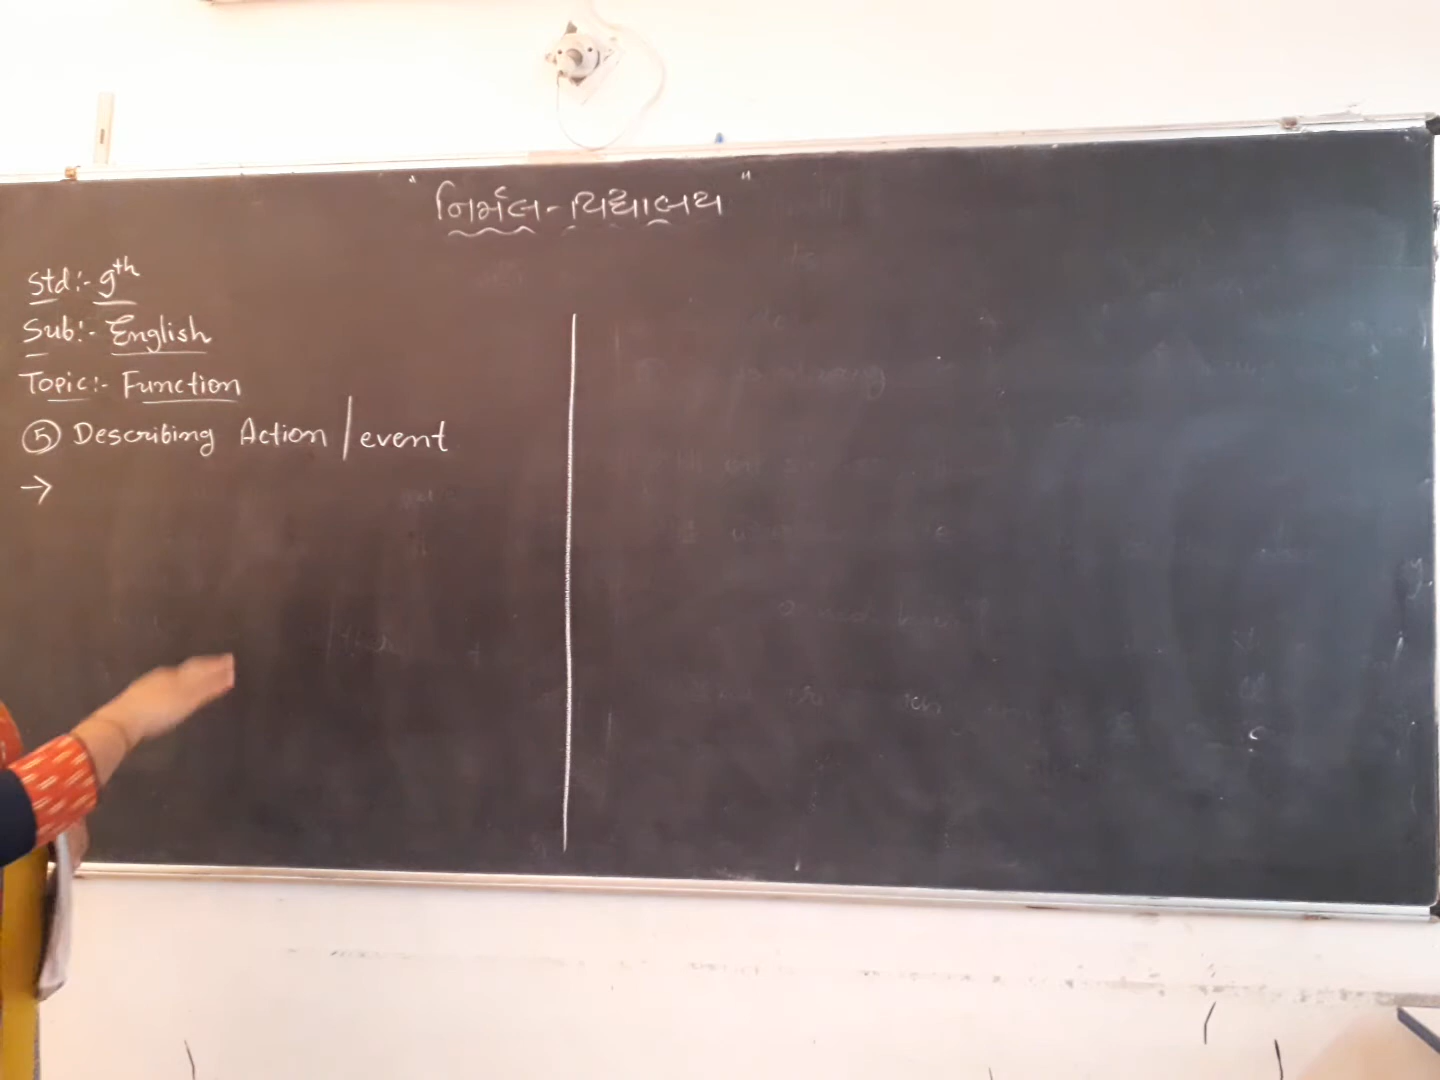 "નિર્મલ-વિદ્યાલય"
Std:- 9th
Sub:- English
Topic:- Function
⑤ Describing Action / event
→